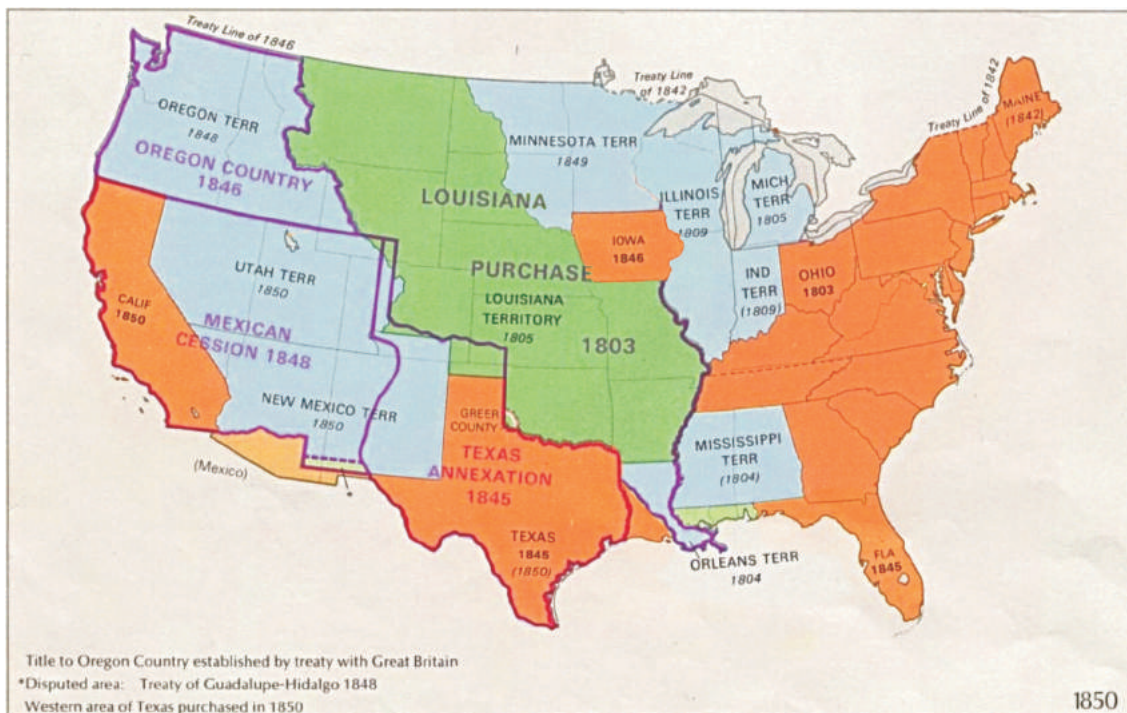 Treaty Line of 1846
Treaty Line
of 1842
Treaty Line of 1842
MAINE
(1842)
OREGON TERR
1848
OREGON COUNTRY
1846
MINNESOTA TERR
1849
LOUISIANA
ILLINOIS
TERR
1809
MICH
TERR
1805
IOWA
1846
UTAH TERR
1850
PURCHASE
LOUISIANA
TERRITORY
1805
1803
IND
TERR
(1809)
OHIO
1803
CALIF
1850
MEXICAN
CESSION 1848
NEW MEXICO TERR
1850
GREER
COUNTY
(Mexico)
*
TEXAS
ANNEXATION
1845
MISSISSIPPI
TERR
(1804)
TEXAS
1845
(1850)
ORLEANS TERR
1804
FLA
1845
Title to Oregon Country established by treaty with Great Britain
*Disputed area: Treaty of Guadalupe-Hidalgo 1848
Western area of Texas purchased in 1850
1850